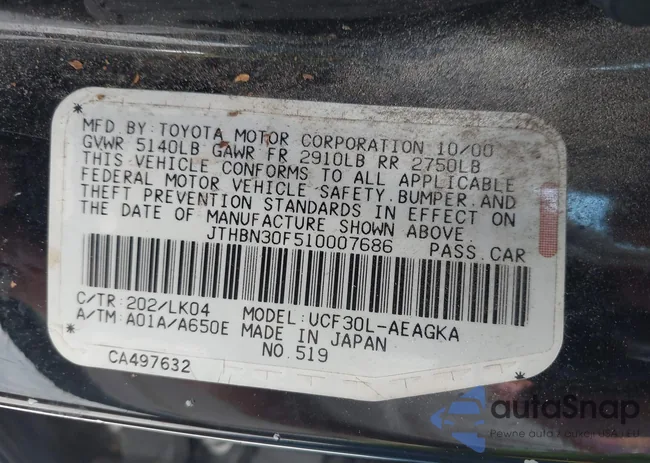 MFD.BY:TOYOTA MOTOR CORPORATION 10/00
GVWR 5140LB GAWR FR 2910LB RR 2750LB
THIS VEHICLE CONFORMS TO ALL APPLICABLE
FEDERAL MOTOR VEHICLE SAFETY,BUMPER,AND
THEFT PREVENTION STANDARDS IN EFFECT ON
THE DATE OF MANUFACTURE SHOWN ABOVE.
JTHBN30F510007686 PASS.CAR
C/TR:202/LK04 MODEL:UCF30L-AEAGKA
A/TM:A01A/A650E MADE IN JAPAN
NO.519
CA497632
autoSnap
Pewne auta z